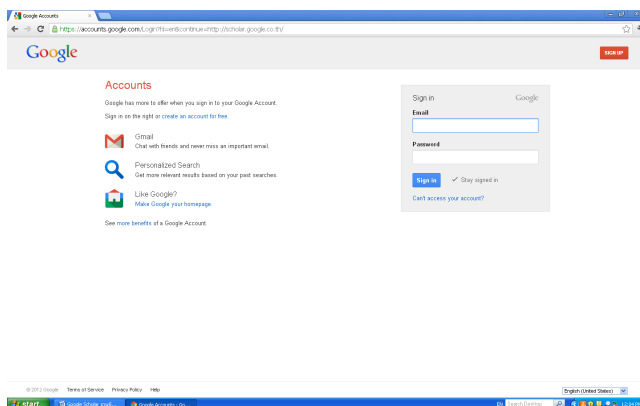 Google Accounts
https://accounts.google.com/Login?hl=en&continue=http://scholar.google.co.th/
Google
SIGN UP
Accounts
Google has more to offer when you sign in to your Google Account.
Sign in on the right or create an account for free.
Gmail
Chat with friends and never miss an important email.
Personalized Search
Get more relevant results based on your past searches.
Like Google?
Make Google your homepage.
See more benefits of a Google Account.
Sign in Google
Email
Password
Sign in Stay signed in
Can't access your account?
© 2012 Google Terms of Service Privacy Policy Help
English (United States)
start
Google Accounts - Go...
EN Search Desktop